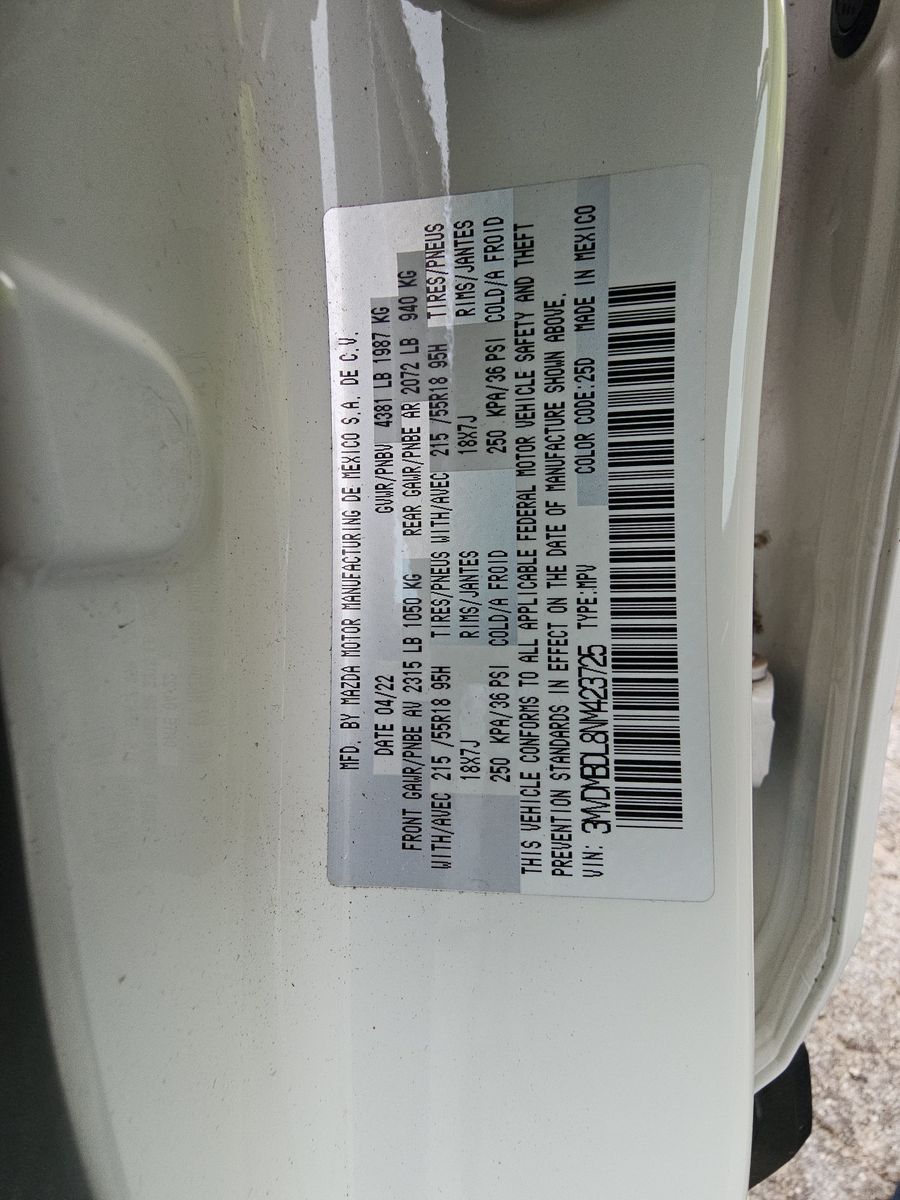 MFD. BY MAZDA MOTOR MANUFACTURING DE MEXICO S.A. DE C.V.
DATE 04/22 GVWR/PNBV 4381 LB 1987 KG
FRONT GAWR/PNBE AV 2315 LB 1050 KG REAR GAWR/PNBE AR 2072 LB 940 KG
WITH/AVEC 215 /55R18 95H TIRES/PNEUS WITH/AVEC 215 /55R18 95H TIRES/PNEUS
18X7J RIMS/JANTES 18X7J RIMS/JANTES
250 KPA/36 PSI COLD/A FROID 250 KPA/36 PSI COLD/A FROID
THIS VEHICLE CONFORMS TO ALL APPLICABLE FEDERAL MOTOR VEHICLE SAFETY AND THEFT
PREVENTION STANDARDS IN EFFECT ON THE DATE OF MANUFACTURE SHOWN ABOVE.
VIN: 3MVDMBDL8NM423725 TYPE:MPV COLOR CODE:25D MADE IN MEXICO